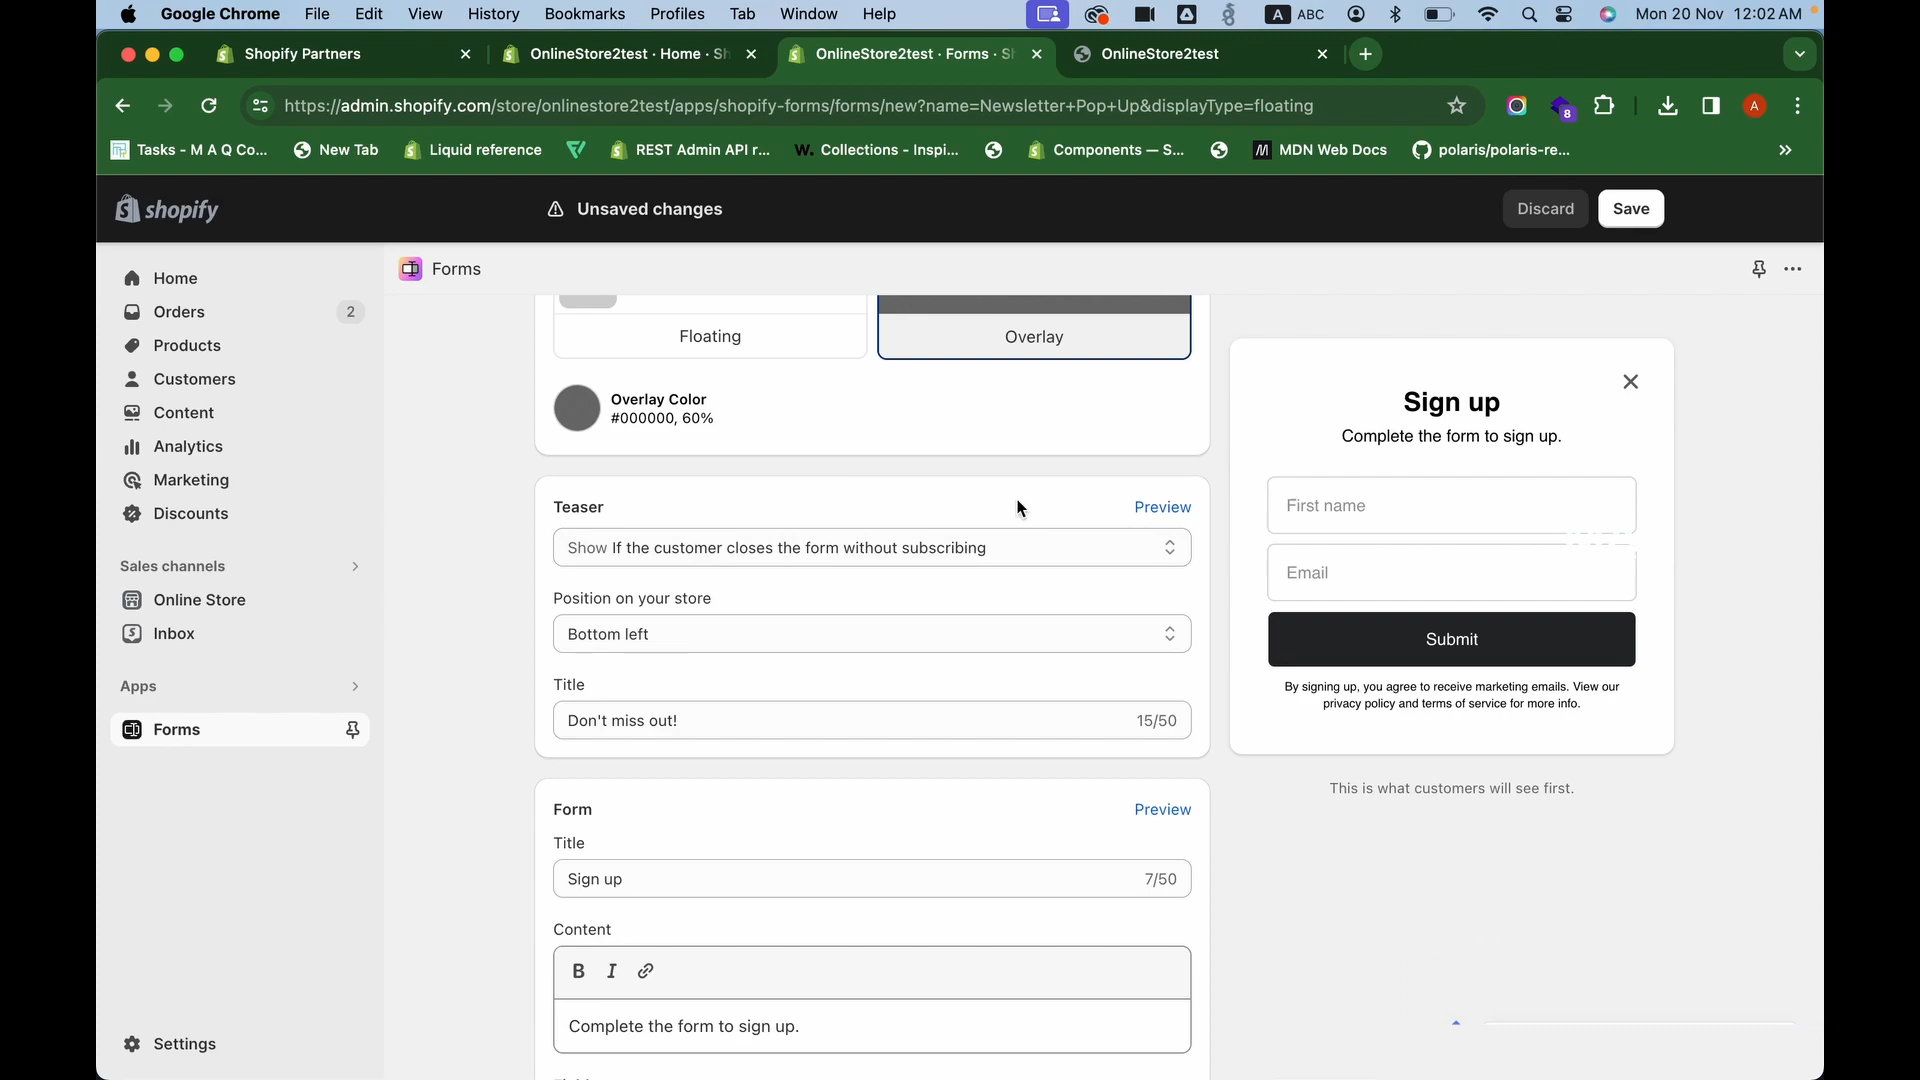 Google Chrome File Edit View History Bookmarks Profiles Tab Window Help A ABC Mon 20 Nov 12:02 AM
Shopify Partners OnlineStore2test · Home · Sh OnlineStore2test · Forms · Sh OnlineStore2test
https://admin.shopify.com/store/onlinestore2test/apps/shopify-forms/forms/new?name=Newsletter+Pop+Up&displayType=floating 8 A
Tasks - M A Q Co... New Tab Liquid reference REST Admin API r... W. Collections - Inspi... Components — S... MDN Web Docs polaris/polaris-re...
shopify Unsaved changes Discard Save
Forms
Home
Orders 2
Products
Customers
Content
Analytics
Marketing
Discounts
Sales channels
Online Store
Inbox
Apps
Forms
Settings
Floating Overlay
Overlay Color
#000000, 60%
Teaser Preview
Show If the customer closes the form without subscribing
Position on your store
Bottom left
Title
Don't miss out! 15/50
Form Preview
Title
Sign up 7/50
Content
B I
Complete the form to sign up.
Sign up
Complete the form to sign up.
First name
Email
Submit
By signing up, you agree to receive marketing emails. View our
privacy policy and terms of service for more info.
This is what customers will see first.